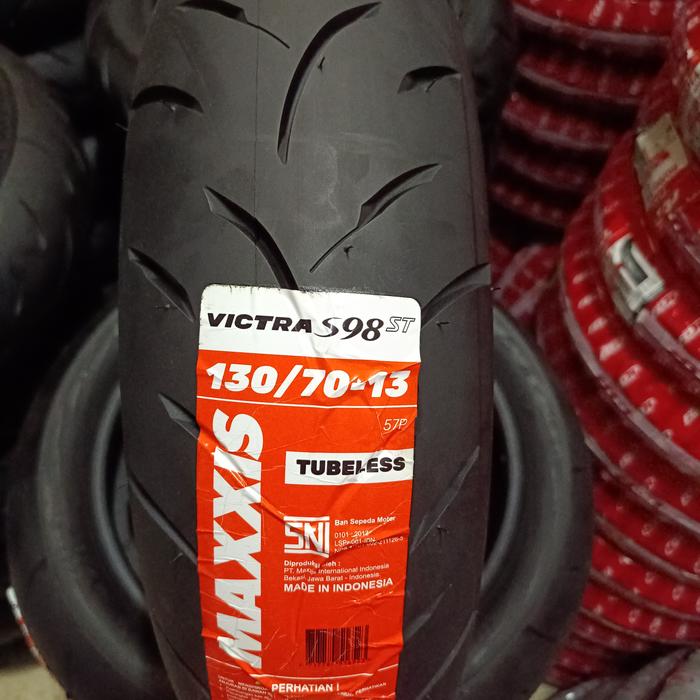 VICTRA S98 ST
130/70-13
57P
MAXXIS
TUBELESS
SNI
Ban Sepeda Motor
Diproduksi oleh :
PT. Maxxis International Indonesia
Bekasi Jawa Barat - Indonesia
MADE IN INDONESIA
PERHATIAN !